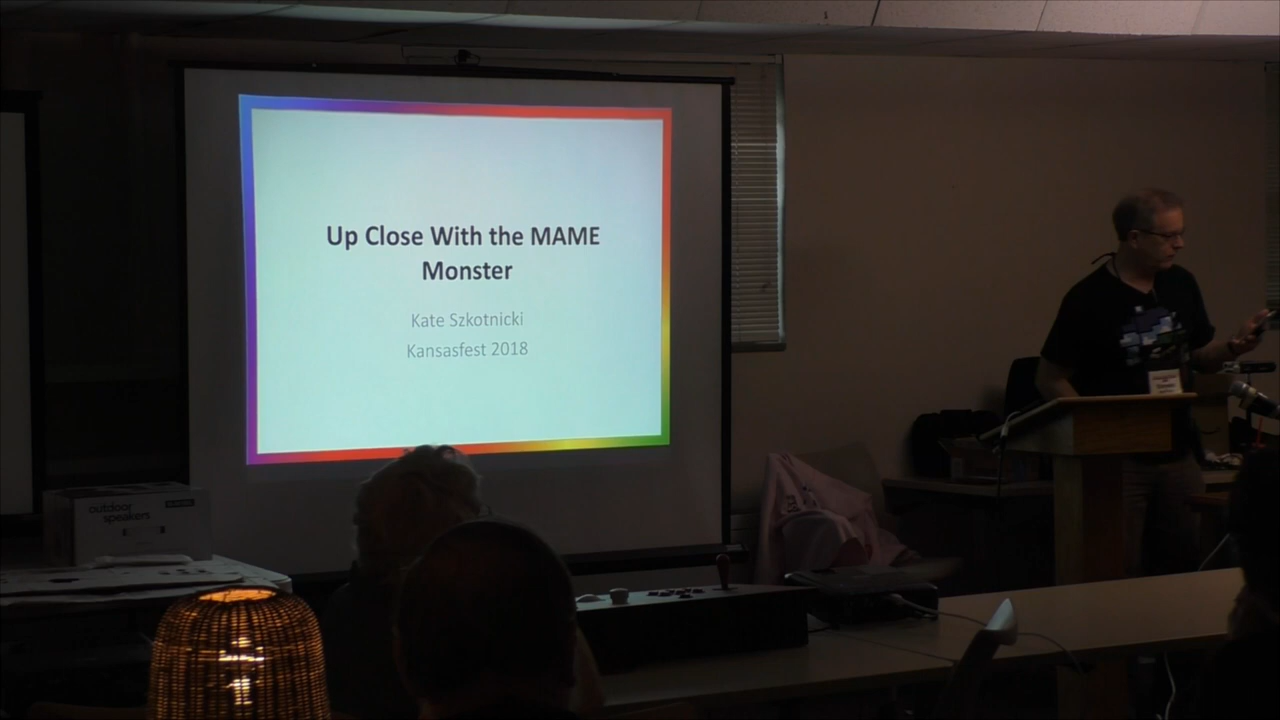 Up Close With the MAME
Monster
Kate Szkotnicki
Kansasfest 2018
outdoor
speakers